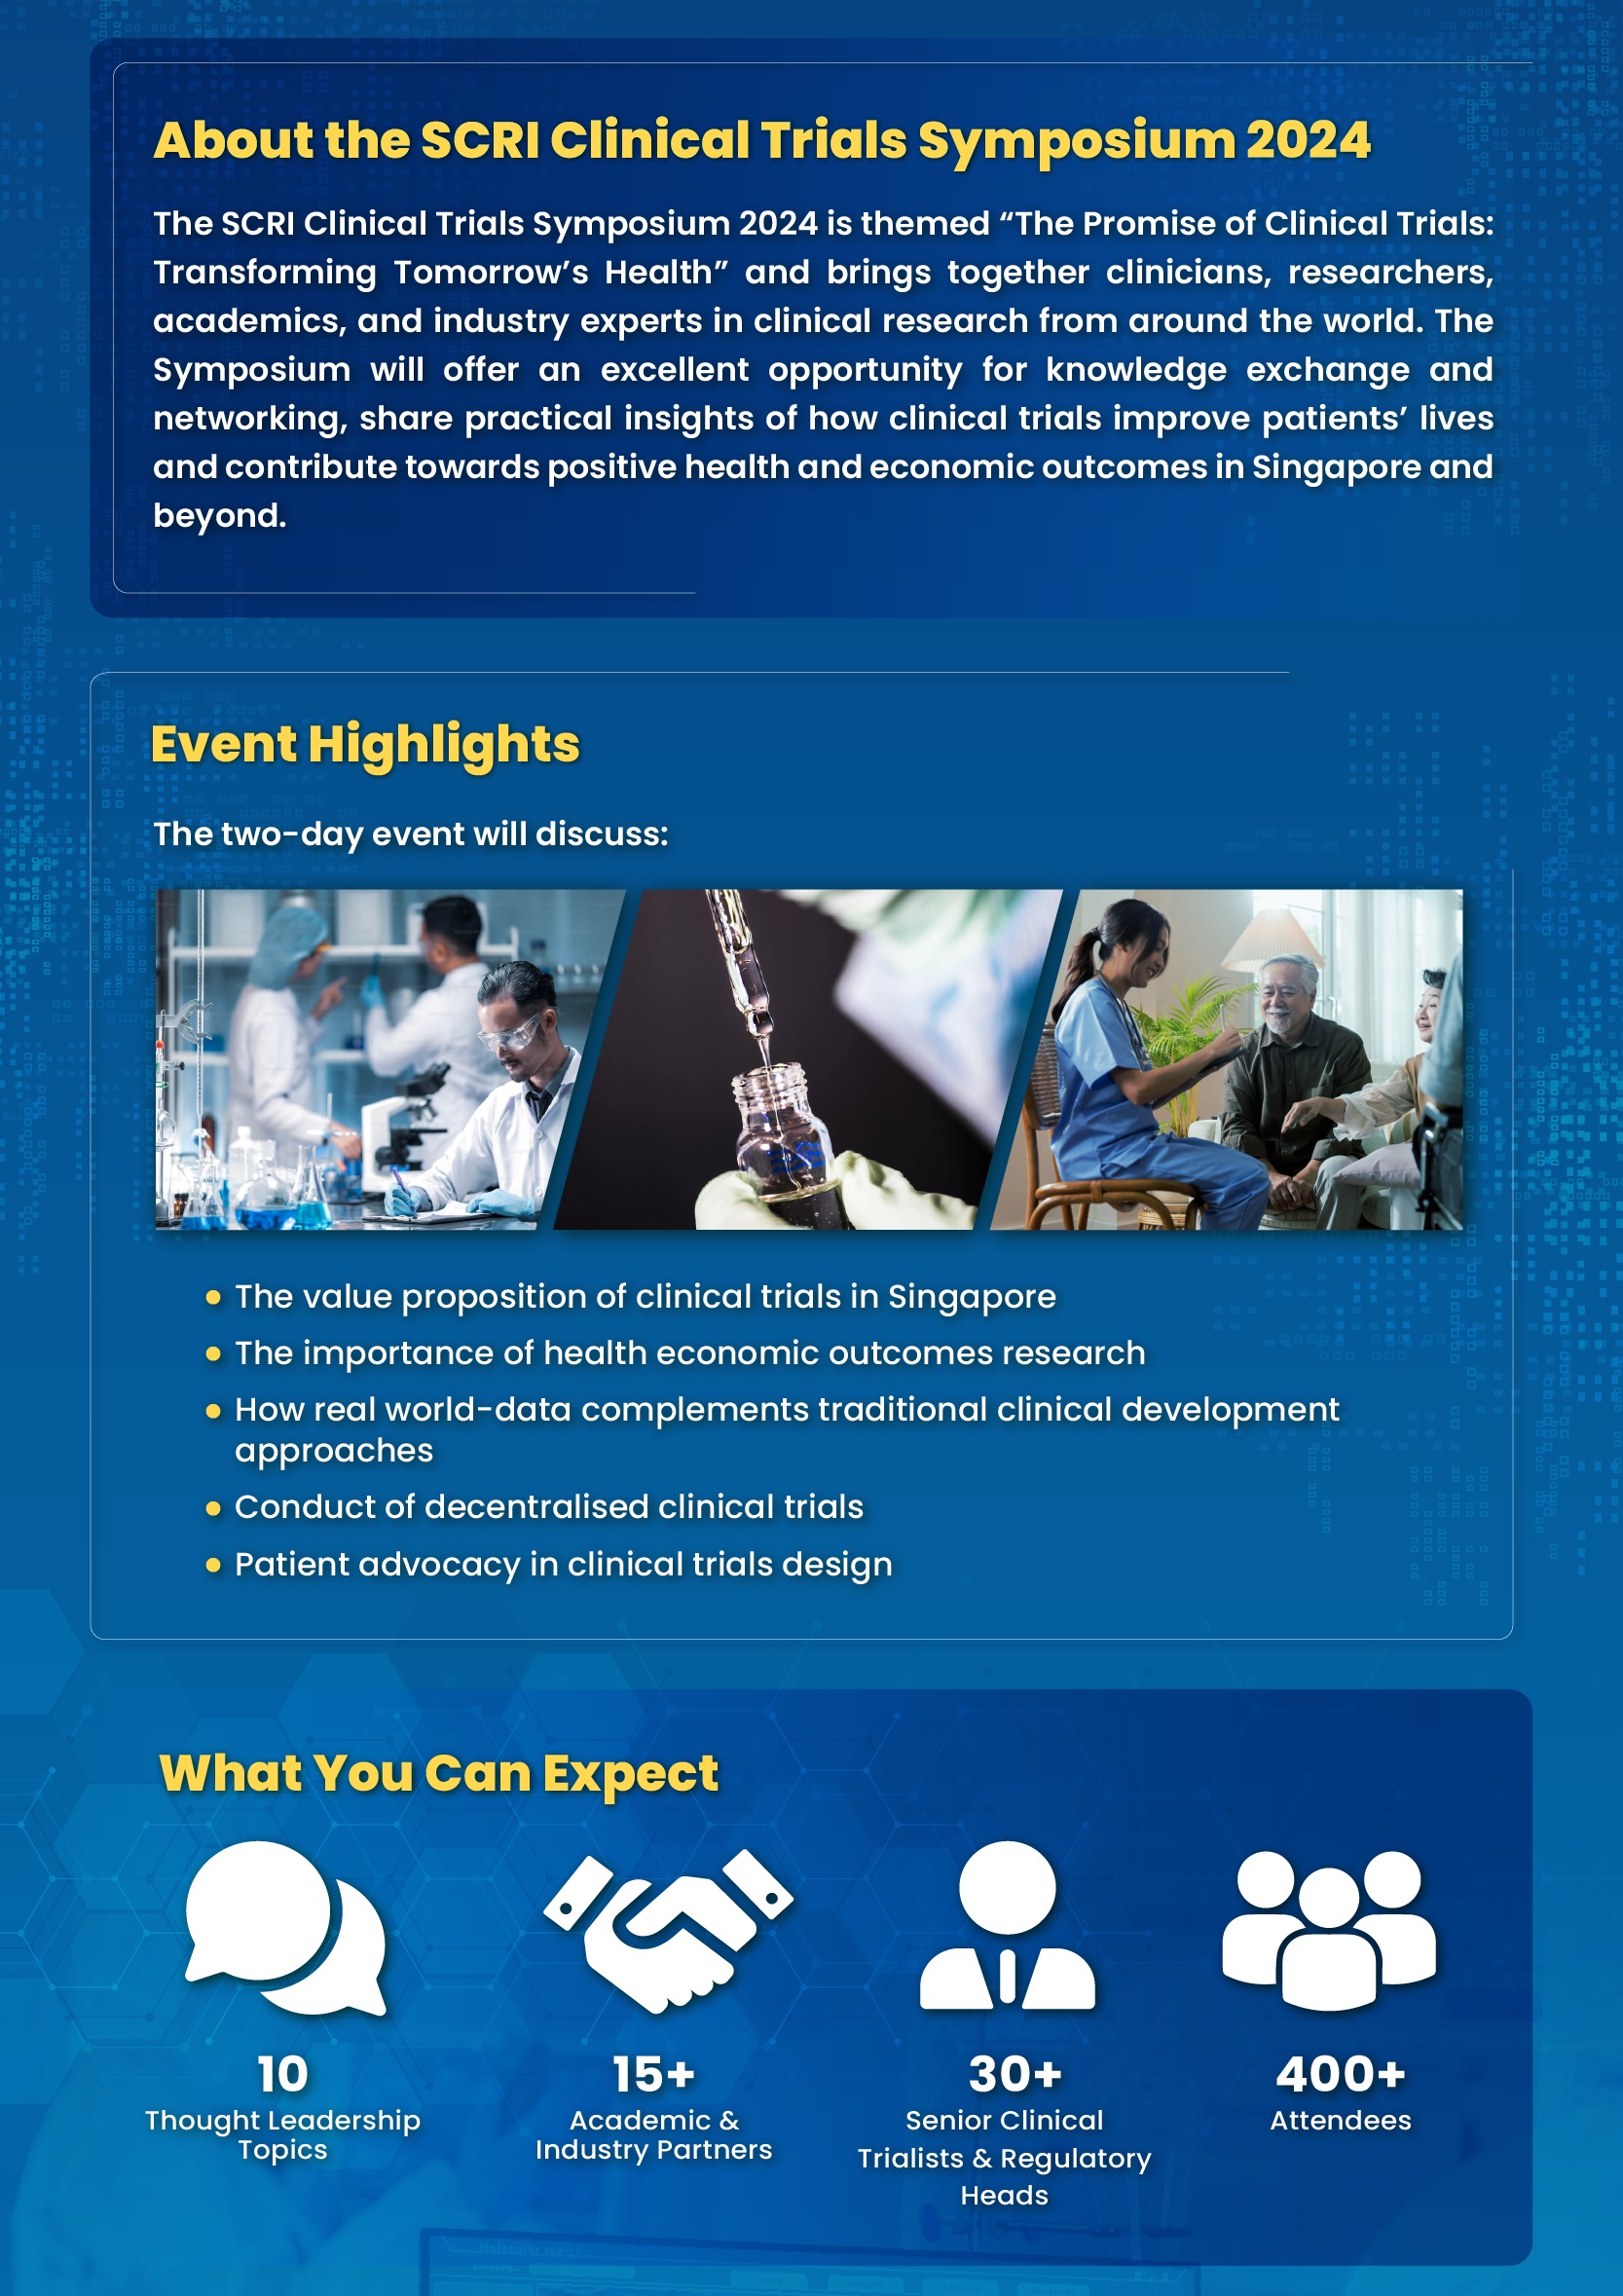 About the SCRI Clinical Trials Symposium 2024
The SCRI Clinical Trials Symposium 2024 is themed “The Promise of Clinical Trials:
Transforming Tomorrow’s Health” and brings together clinicians, researchers,
academics, and industry experts in clinical research from around the world. The
Symposium will offer an excellent opportunity for knowledge exchange and
networking, share practical insights of how clinical trials improve patients’ lives
and contribute towards positive health and economic outcomes in Singapore and
beyond.
Event Highlights
The two-day event will discuss:
The value proposition of clinical trials in Singapore
The importance of health economic outcomes research
How real world-data complements traditional clinical development
approaches
Conduct of decentralised clinical trials
Patient advocacy in clinical trials design
What You Can Expect
10
Thought Leadership
Topics
15+
Academic &
Industry Partners
30+
Senior Clinical
Trialists & Regulatory
Heads
400+
Attendees
Molecular search